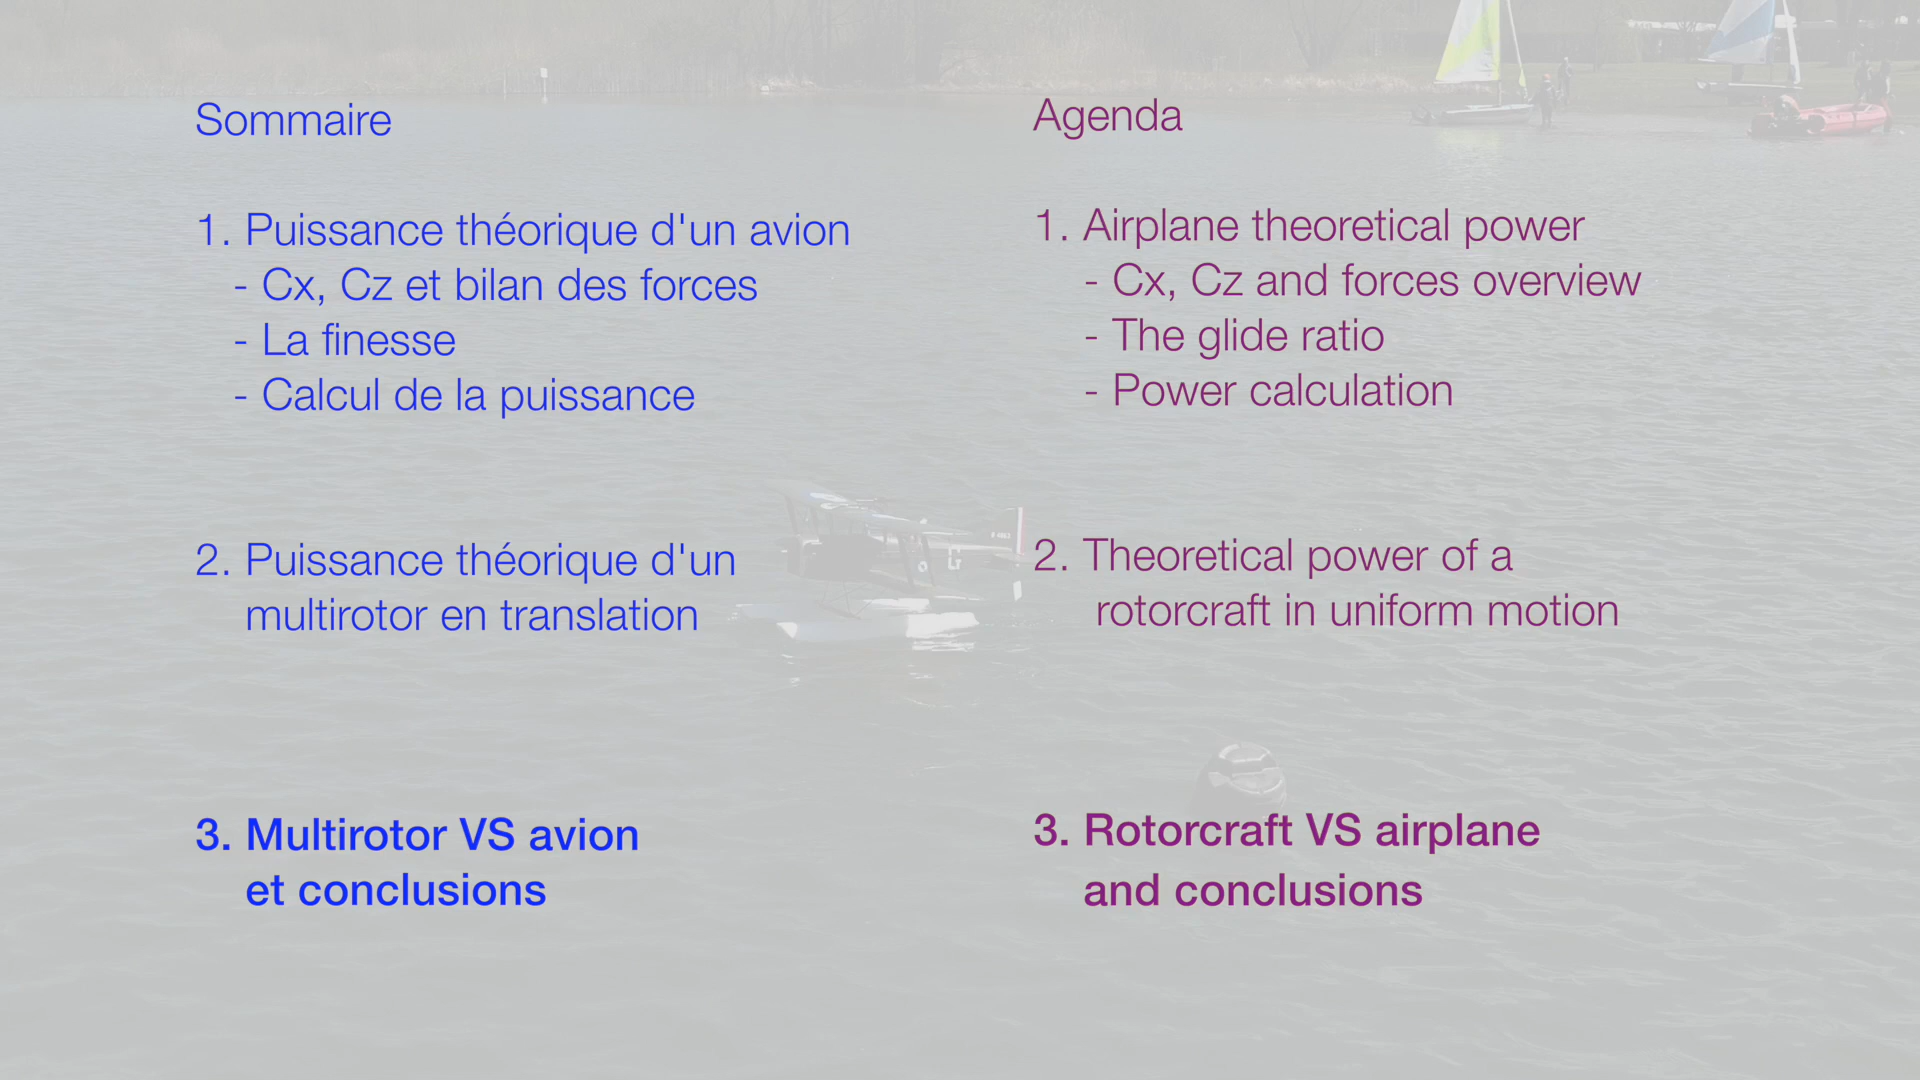 Sommaire
1. Puissance théorique d'un avion
- Cx, Cz et bilan des forces
- La finesse
- Calcul de la puissance
2. Puissance théorique d'un
multirotor en translation
3. Multirotor VS avion
et conclusions
Agenda
1. Airplane theoretical power
- Cx, Cz and forces overview
- The glide ratio
- Power calculation
2. Theoretical power of a
rotorcraft in uniform motion
3. Rotorcraft VS airplane
and conclusions